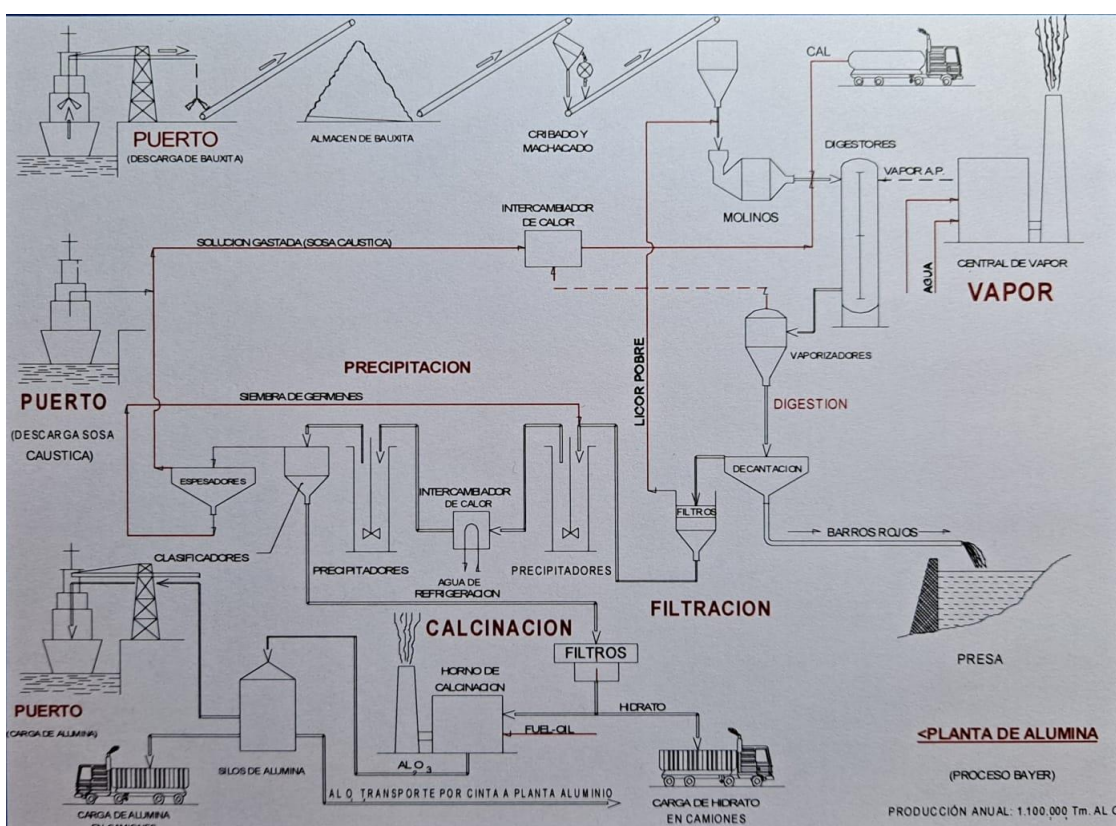 PUERTO
(DESCARGA DE BAUXITA)
ALMACEN DE BAUXITA
CRIBADO Y
MACHACADO
MOLINOS
CAL
DIGESTORES
VAPOR A.P.
CENTRAL DE VAPOR
VAPOR
AGUA
INTERCAMBIADOR
DE CALOR
SOLUCION GASTADA (SOSA CAUSTICA)
VAPORIZADORES
PUERTO
(DESCARGA SOSA
CAUSTICA)
PRECIPITACION
SIEMBRA DE GERMENES
LICOR POBRE
DIGESTION
DECANTACION
ESPESADORES
INTERCAMBIADOR
DE CALOR
FILTROS
BARROS ROJOS
CLASIFICADORES
PRECIPITADORES
AGUA DE
REFRIGERACION
PRECIPITADORES
FILTRACION
PRESA
CALCINACION
FILTROS
HORNO DE
CALCINACION
HIDRATO
FUEL-OIL
PUERTO
(CARGA DE ALUMINA)
SILOS DE ALUMINA
AL O 3
AL O TRANSPORTE POR CINTA A PLANTA ALUMINIO
CARGA DE ALUMINA
EN CAMIONES
CARGA DE HIDRATO
EN CAMIONES
<PLANTA DE ALUMINA
(PROCESO BAYER)
PRODUCCIÓN ANUAL: 1.100.000 Tm. AL O